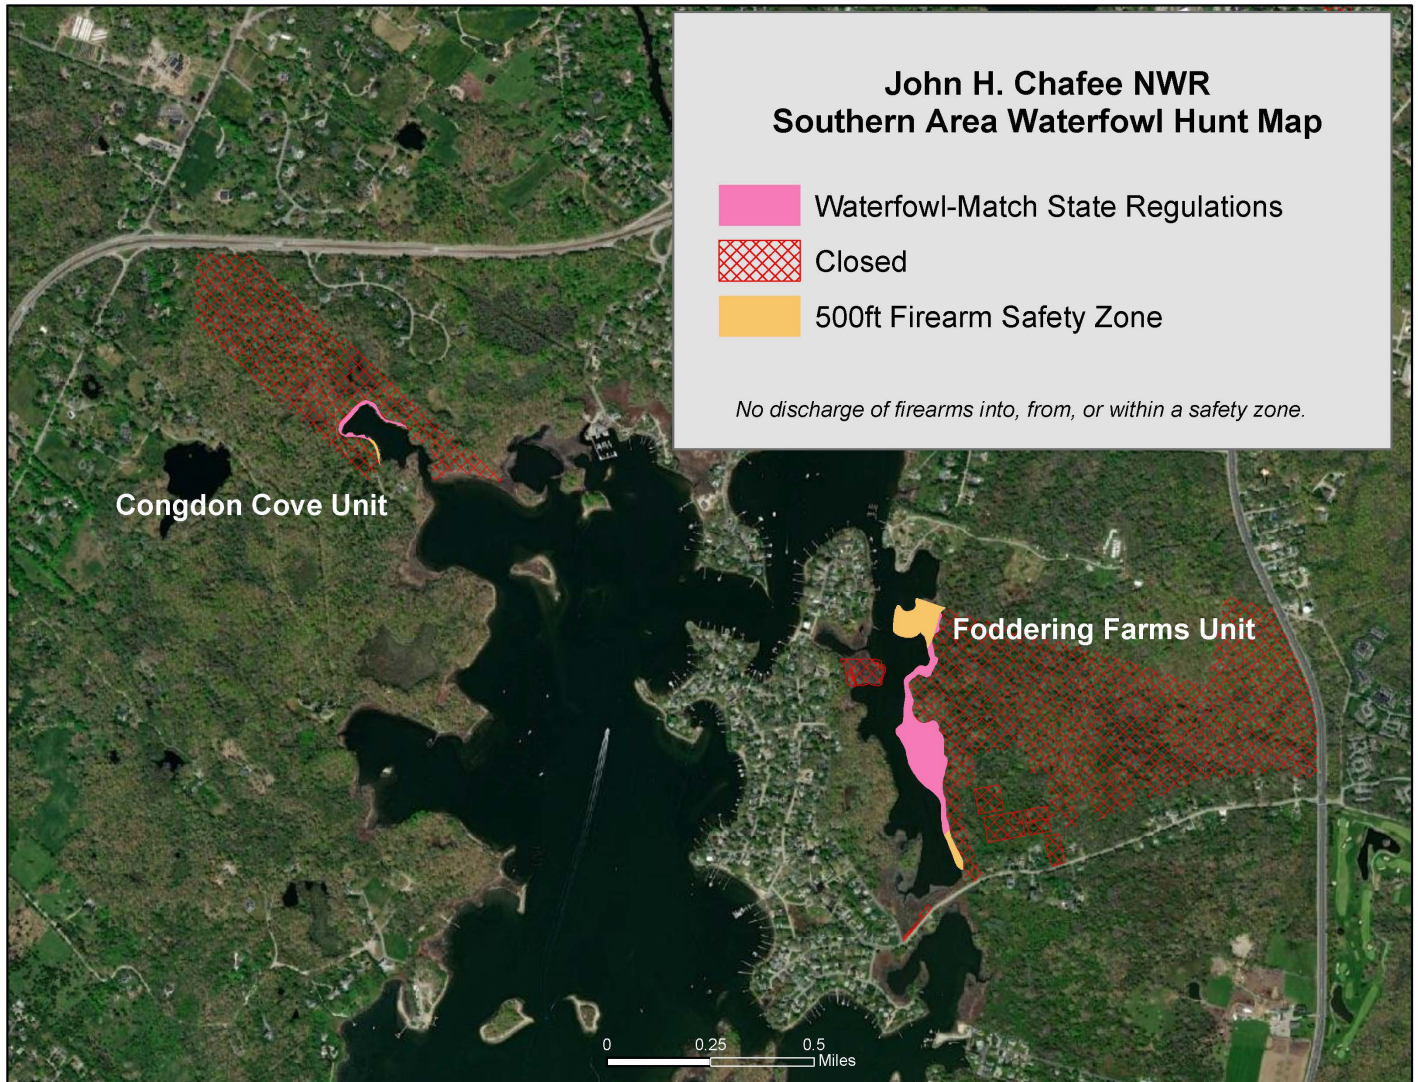 John H. Chafee NWR
Southern Area Waterfowl Hunt Map
Waterfowl-Match State Regulations
Closed
500ft Firearm Safety Zone
No discharge of firearms into, from, or within a safety zone.
Congdon Cove Unit
Foddering Farms Unit
0 0.25 0.5
Miles